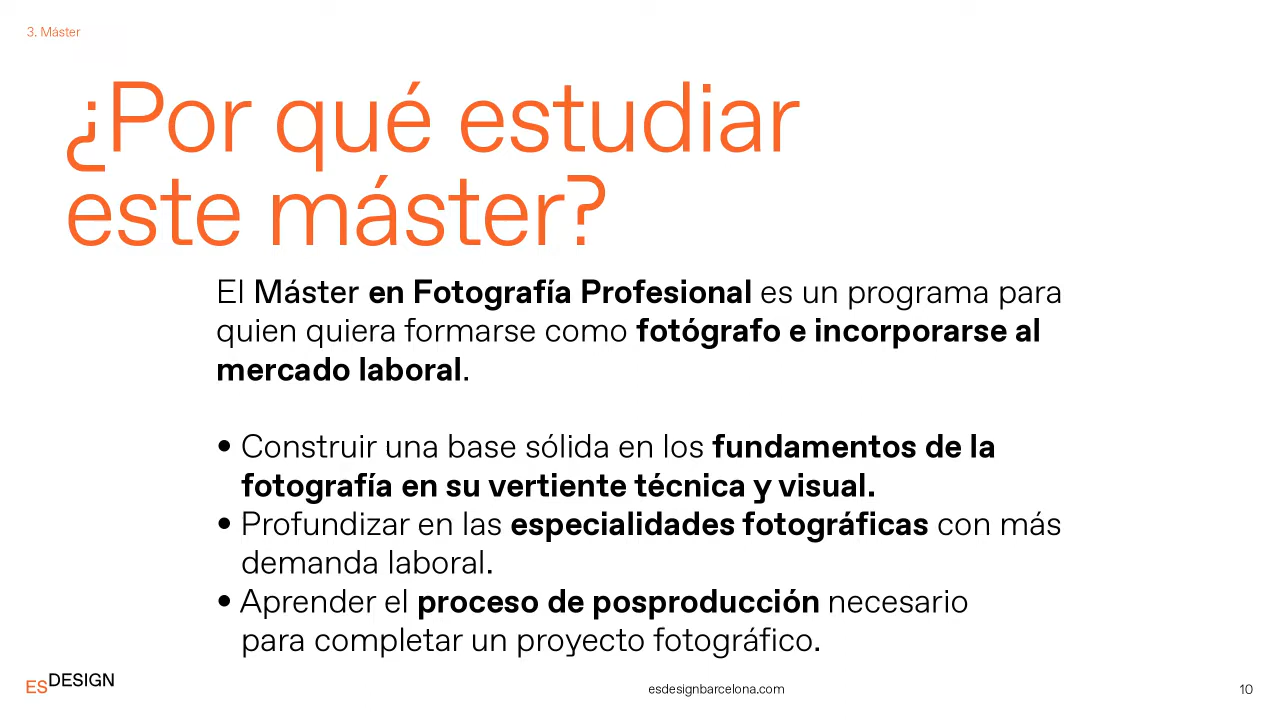 3. Máster
¿Por qué estudiar
este máster?
El Máster en Fotografía Profesional es un programa para
quien quiera formarse como fotógrafo e incorporarse al
mercado laboral.
• Construir una base sólida en los fundamentos de la
fotografía en su vertiente técnica y visual.
• Profundizar en las especialidades fotográficas con más
demanda laboral.
• Aprender el proceso de posproducción necesario
para completar un proyecto fotográfico.
ESDESIGN
esdesignbarcelona.com
10